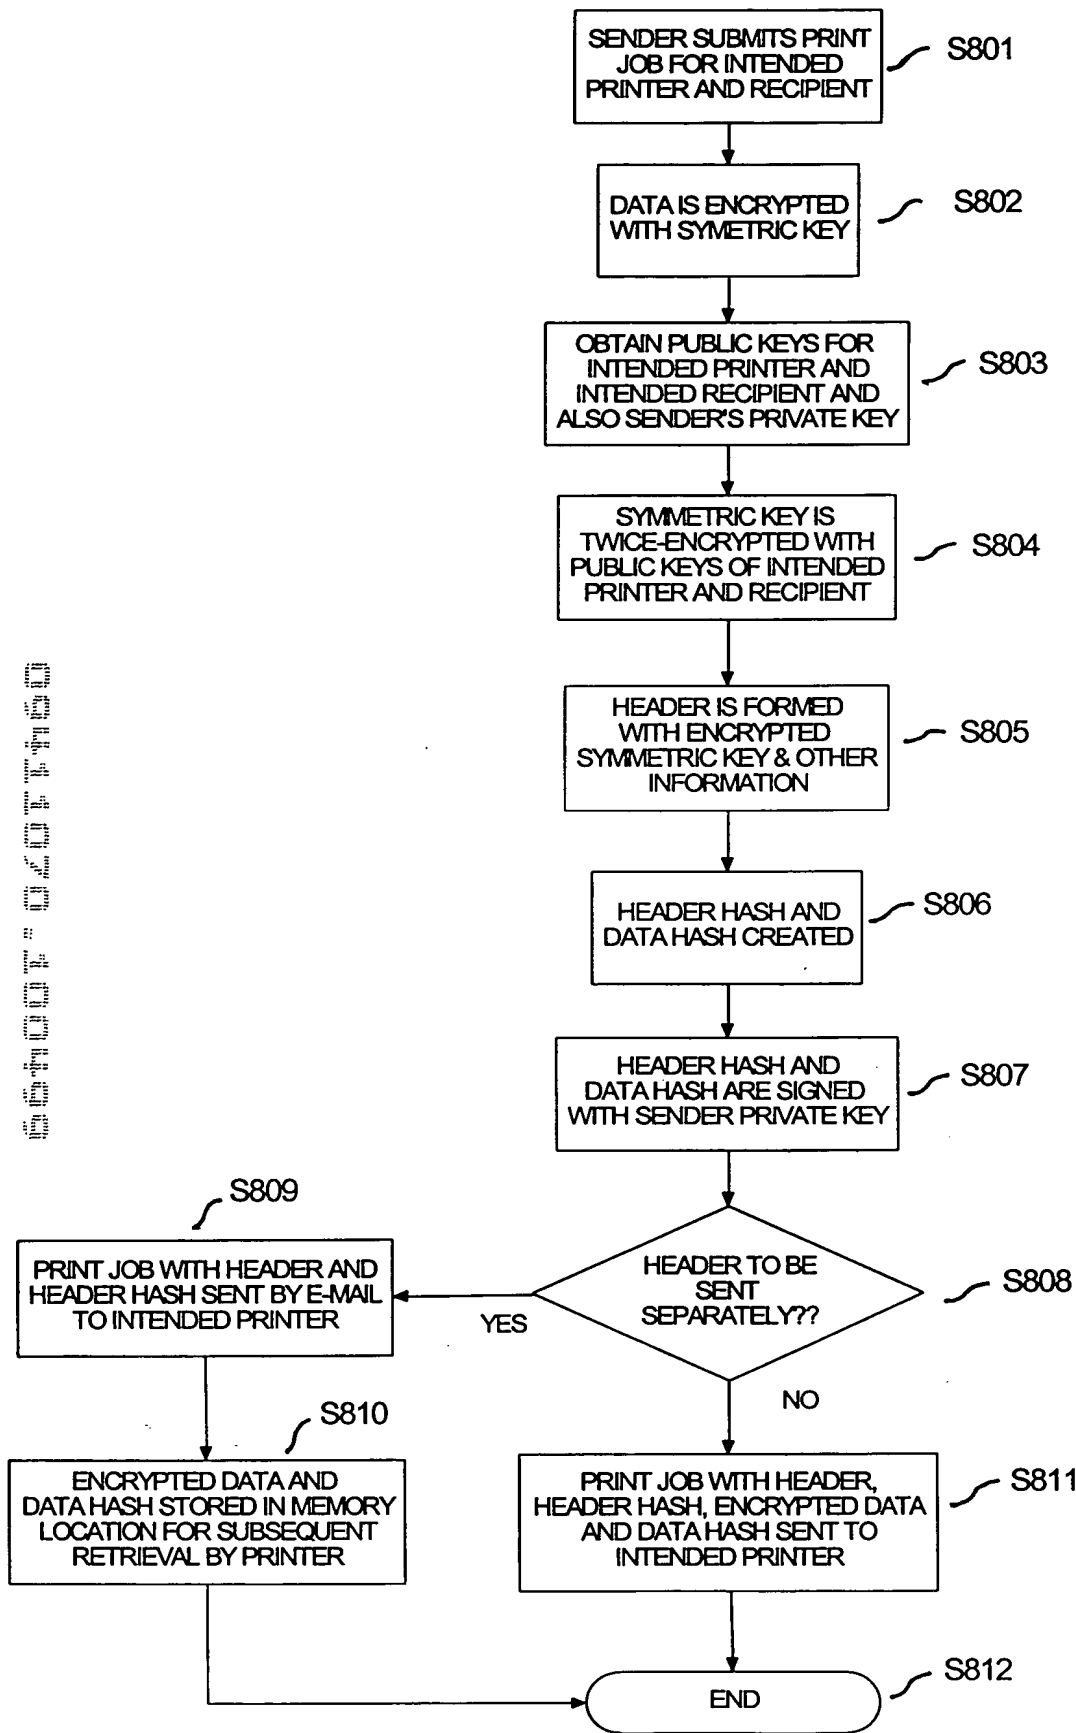 SENDER SUBMITS PRINT
JOB FOR INTENDED
PRINTER AND RECIPIENT
S801
DATA IS ENCRYPTED
WITH SYMETRIC KEY
S802
OBTAIN PUBLIC KEYS FOR
INTENDED PRINTER AND
INTENDED RECIPIENT AND
ALSO SENDER'S PRIVATE KEY
S803
SYMMETRIC KEY IS
TWICE-ENCRYPTED WITH
PUBLIC KEYS OF INTENDED
PRINTER AND RECIPIENT
S804
HEADER IS FORMED
WITH ENCRYPTED
SYMMETRIC KEY & OTHER
INFORMATION
S805
HEADER HASH AND
DATA HASH CREATED
S806
HEADER HASH AND
DATA HASH ARE SIGNED
WITH SENDER PRIVATE KEY
S807
HEADER TO BE
SENT
SEPARATELY??
S808
YES
NO
S809
PRINT JOB WITH HEADER AND
HEADER HASH SENT BY E-MAIL
TO INTENDED PRINTER
S810
ENCRYPTED DATA AND
DATA HASH STORED IN MEMORY
LOCATION FOR SUBSEQUENT
RETRIEVAL BY PRINTER
PRINT JOB WITH HEADER,
HEADER HASH, ENCRYPTED DATA
AND DATA HASH SENT TO
INTENDED PRINTER
S811
END
S812
09411070.100499